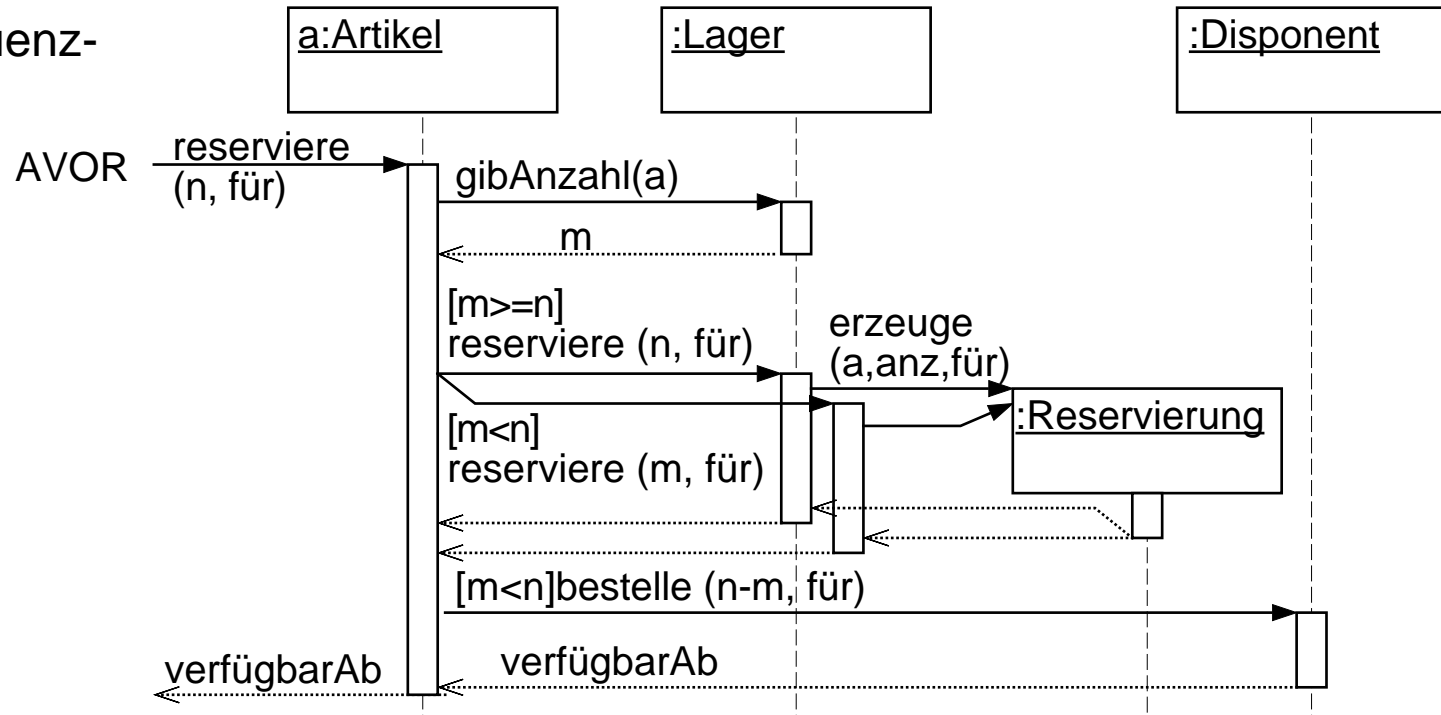 uenz-
a:Artikel
:Lager
:Disponent
AVOR
reserviere
(n, für)
gibAnzahl(a)
m
[m>=n]
reserviere (n, für)
erzeuge
(a,anz,für)
:Reservierung
[m<n]
reserviere (m, für)
[m<n]bestelle (n-m, für)
verfügbarAb
verfügbarAb